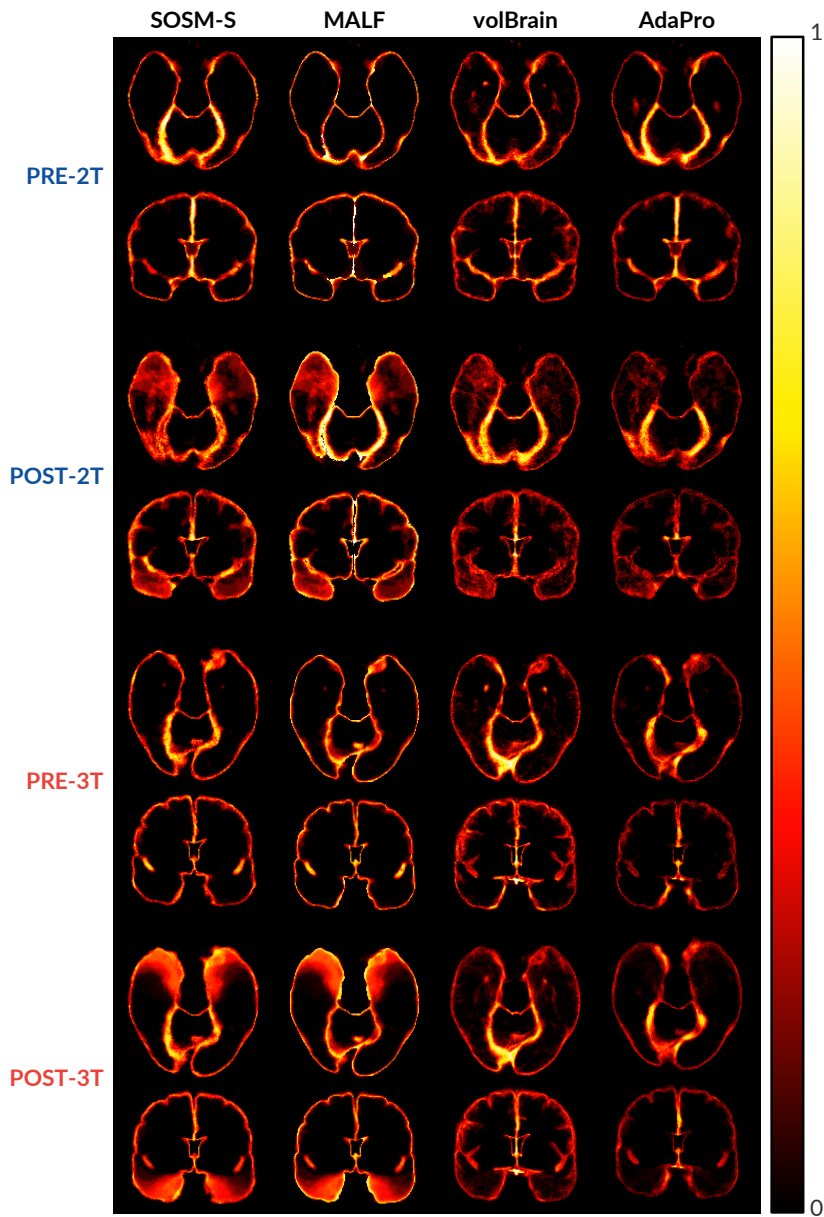 SOSM-S MALF volBrain AdaPro
1
PRE-2T
POST-2T
PRE-3T
POST-3T
0